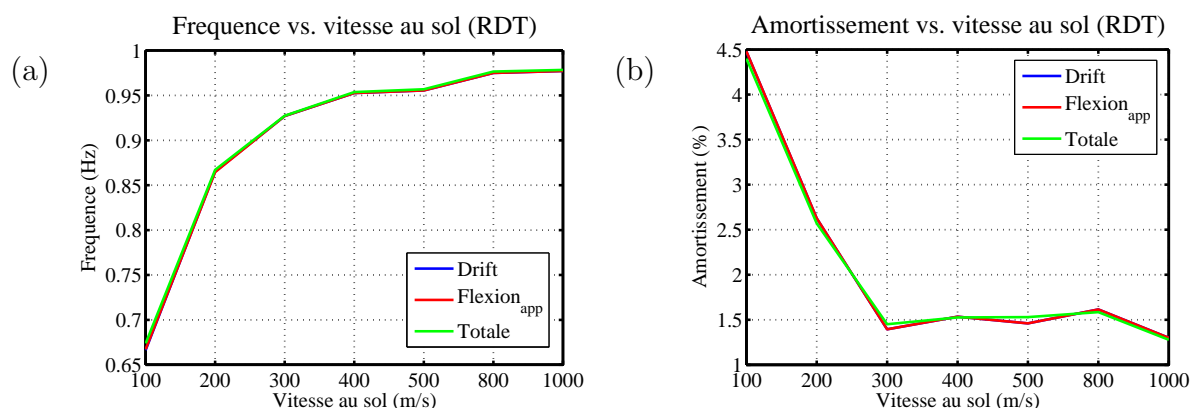 (a)
Frequence vs. vitesse au sol (RDT)
Frequence (Hz)
1
0.95
0.9
0.85
0.8
0.75
0.7
0.65
100 200 300 400 500 800 1000
Vitesse au sol (m/s)
Drift
Flexion_app
Totale
(b)
Amortissement vs. vitesse au sol (RDT)
Amortissement (%)
4.5
4
3.5
3
2.5
2
1.5
1
100 200 300 400 500 800 1000
Vitesse au sol (m/s)
Drift
Flexion_app
Totale